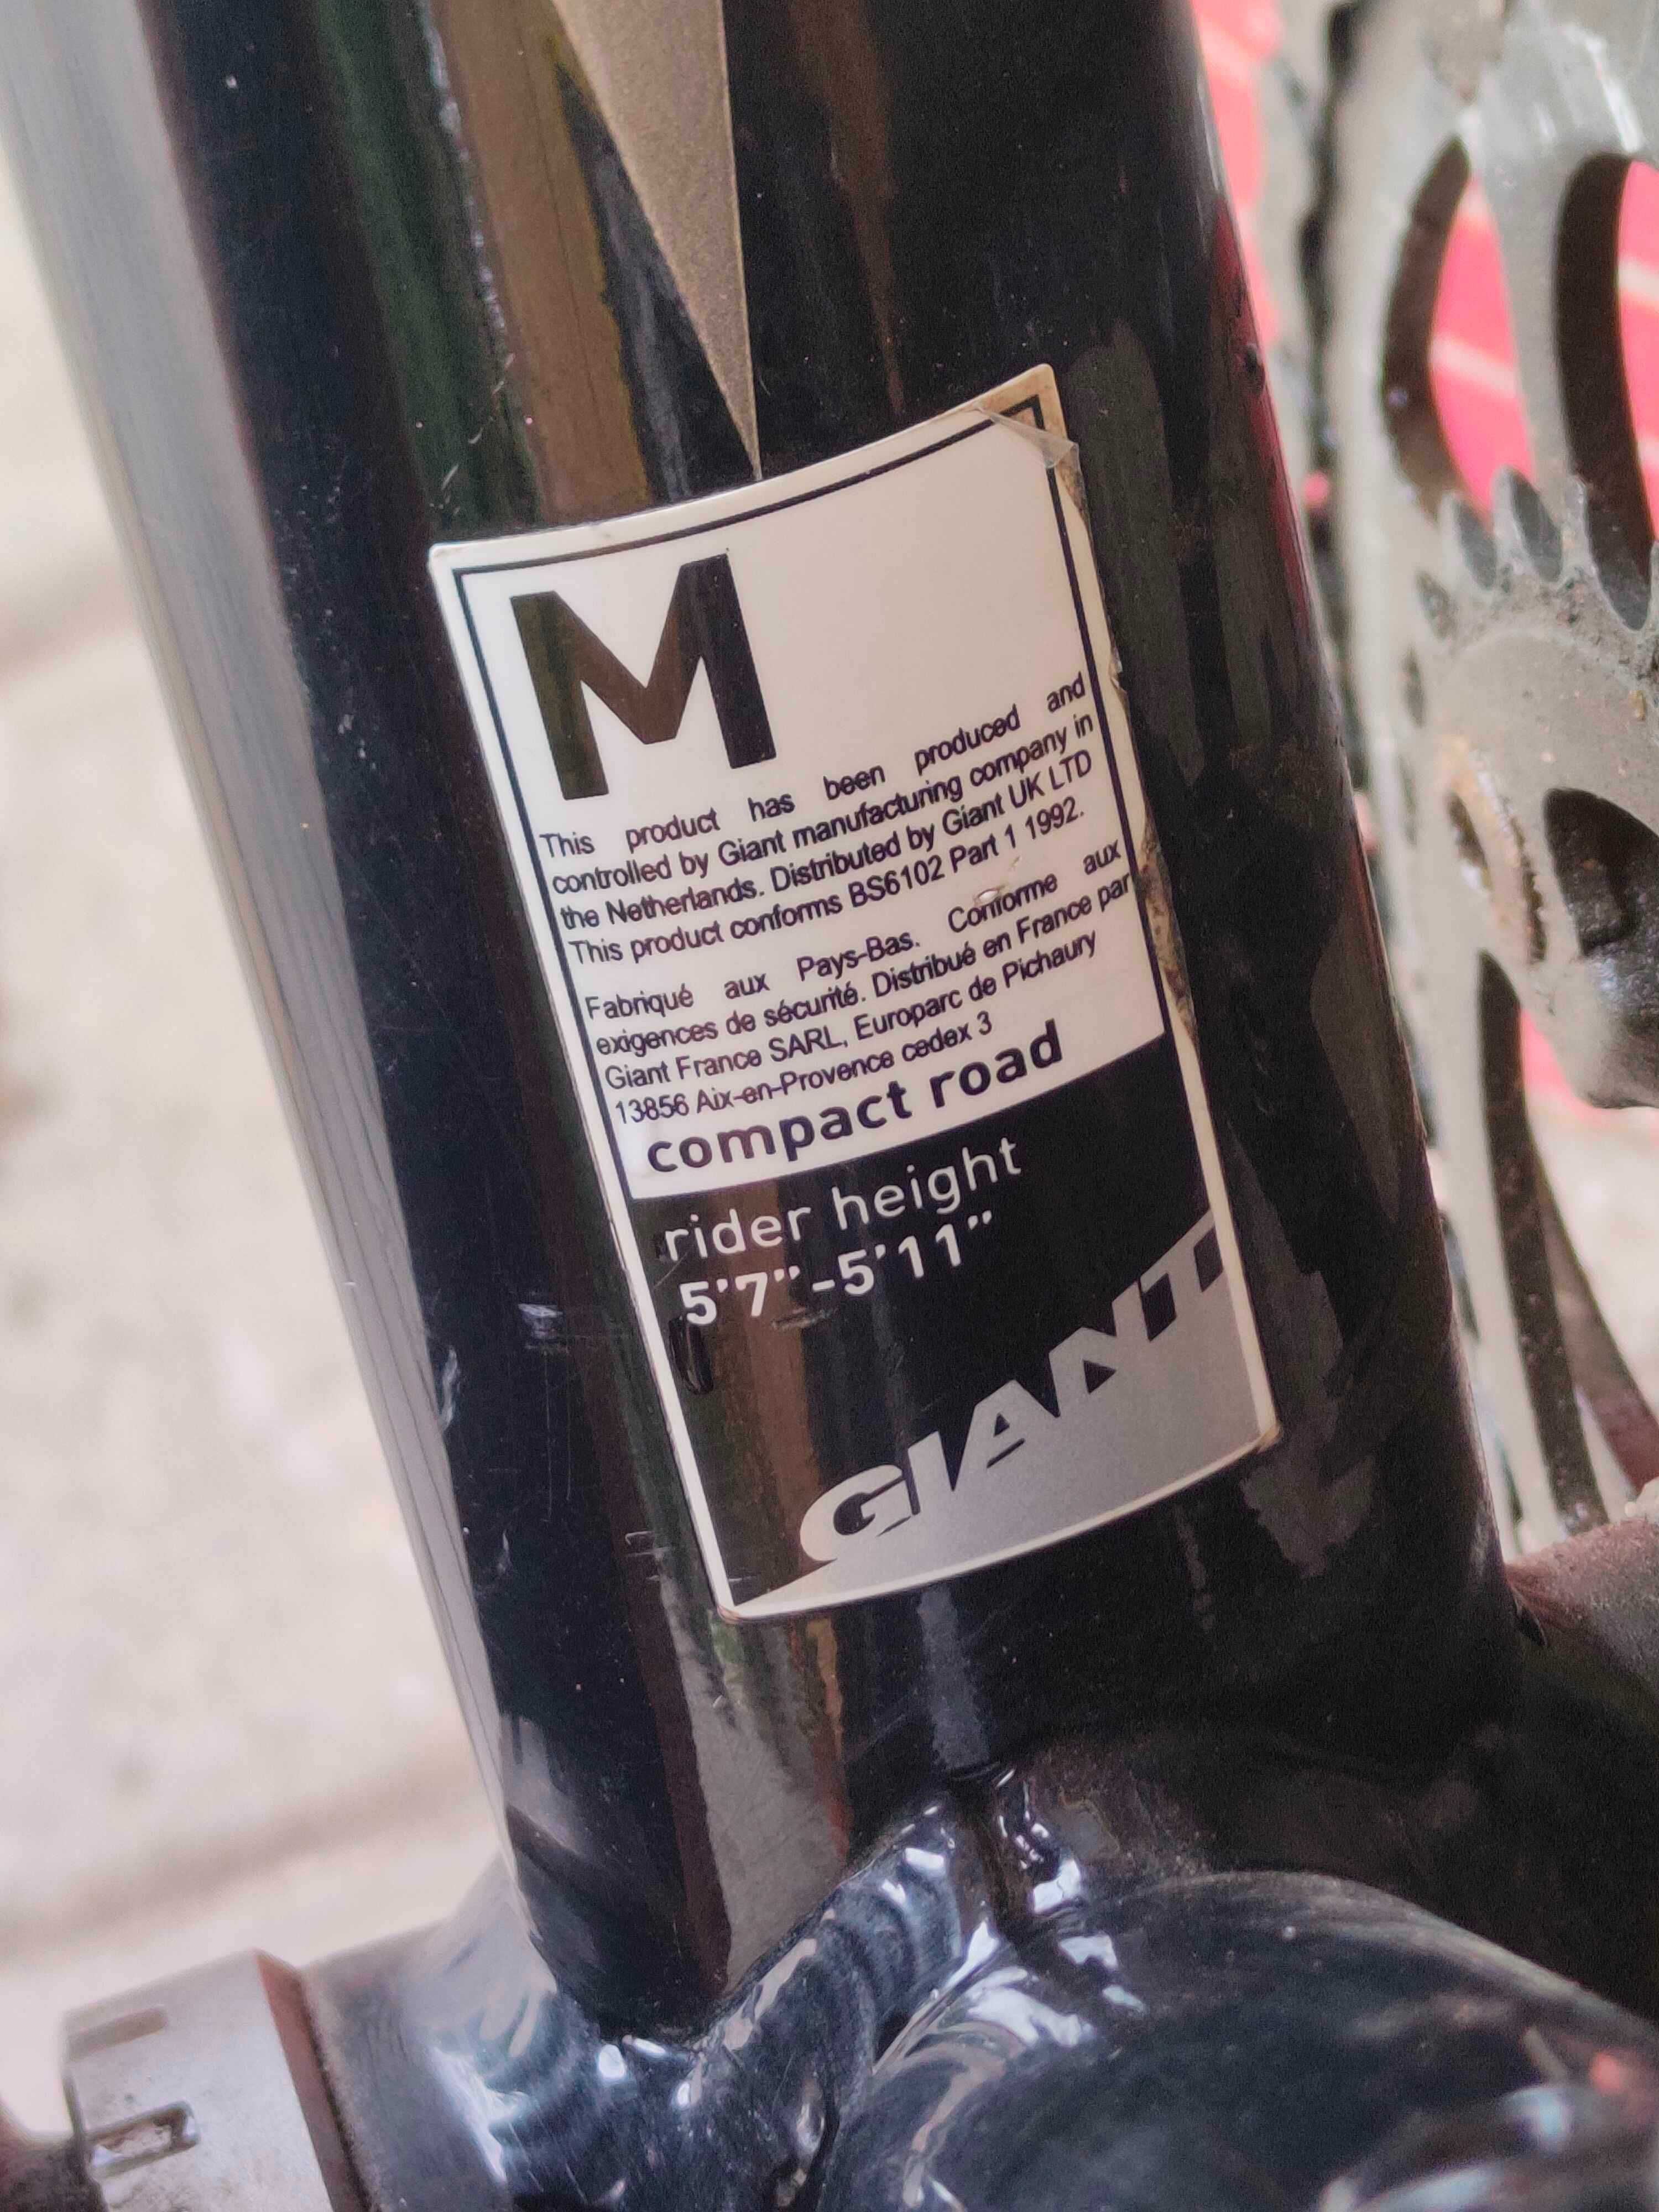 M
This product has been produced and
controlled by Giant manufacturing company in
the Netherlands. Distributed by Giant UK LTD
This product conforms BS6102 Part 1 1992.
Fabriqué aux Pays-Bas. Conforme aux
exigences de sécurité. Distribué en France par
Giant France SARL, Europarc de Pichaury
13856 Aix-en-Provence cedex 3
compact road
rider height
5'7"-5'11"
GIANT